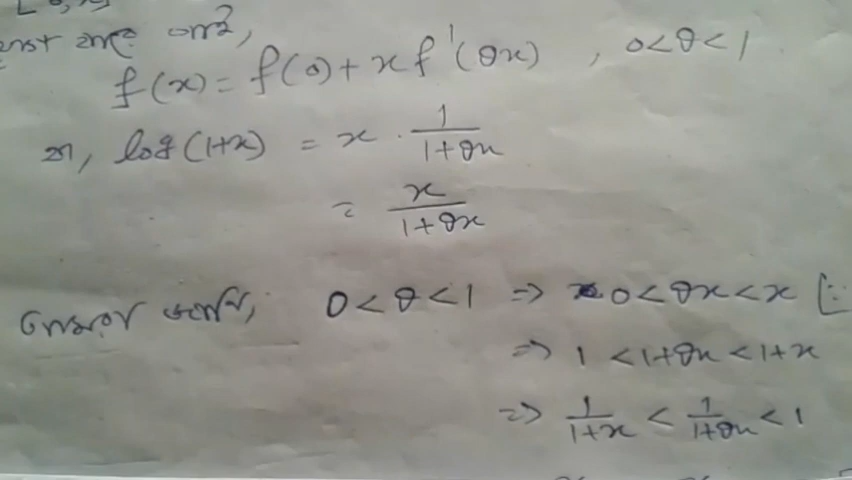 f(x) = f(0) + x f'(θx) , 0<θ<1
বা, log(1+x) = x · 1/(1+θx)
= x/(1+θx)
আমরা জানি, 0<θ<1 ⇒ 0<θx<x [∵
⇒ 1 < 1+θx < 1+x
⇒ 1/(1+x) < 1/(1+θx) < 1